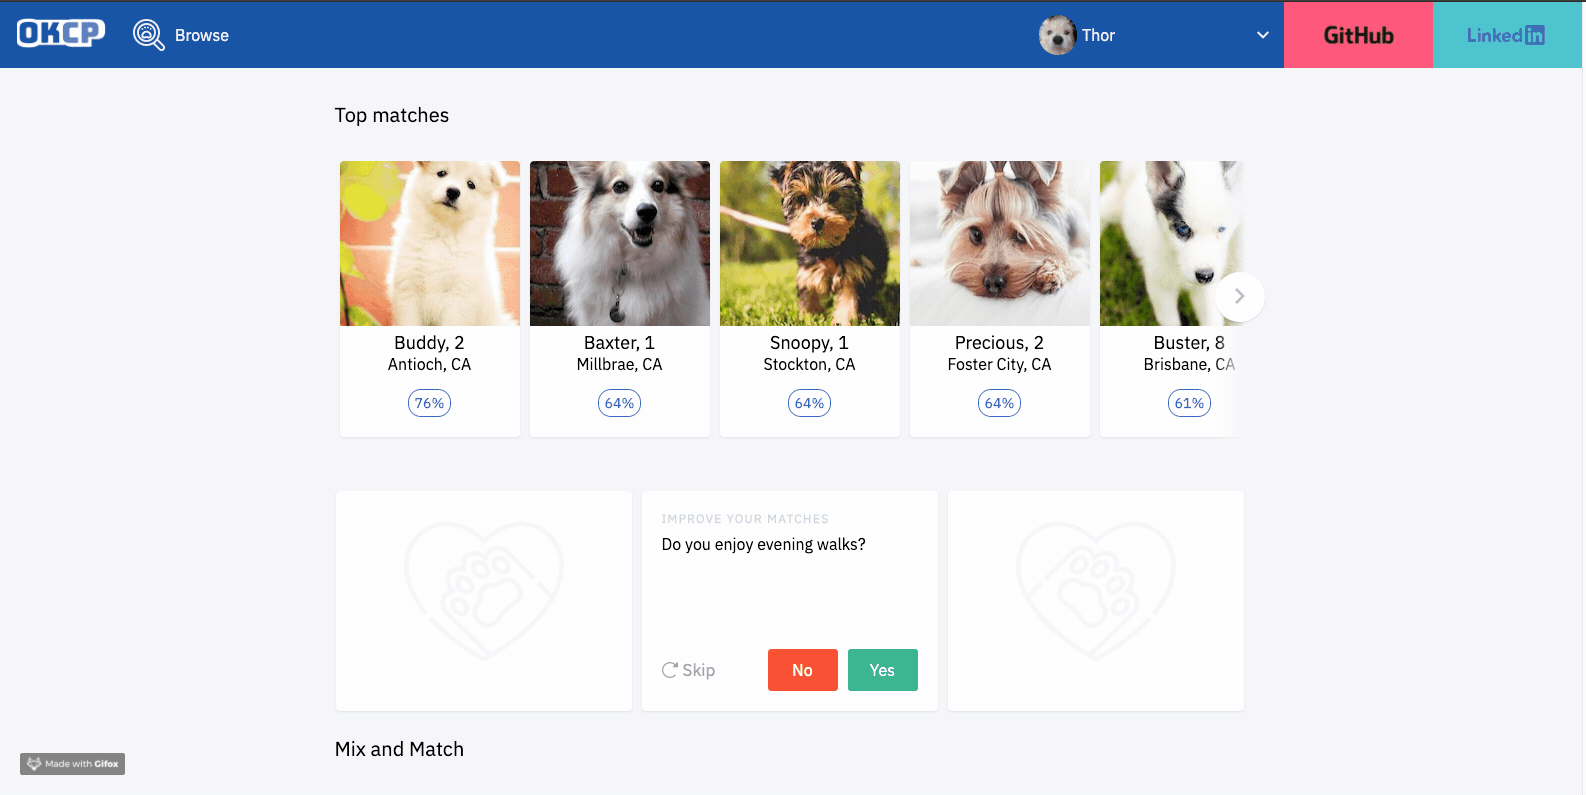 OKCP
Browse
Thor
GitHub
Linked in
Top matches
Buddy, 2
Antioch, CA
76%
Baxter, 1
Millbrae, CA
64%
Snoopy, 1
Stockton, CA
64%
Precious, 2
Foster City, CA
64%
Buster, 8
Brisbane, CA
61%
IMPROVE YOUR MATCHES
Do you enjoy evening walks?
Skip
No
Yes
Mix and Match
Made with Gifox